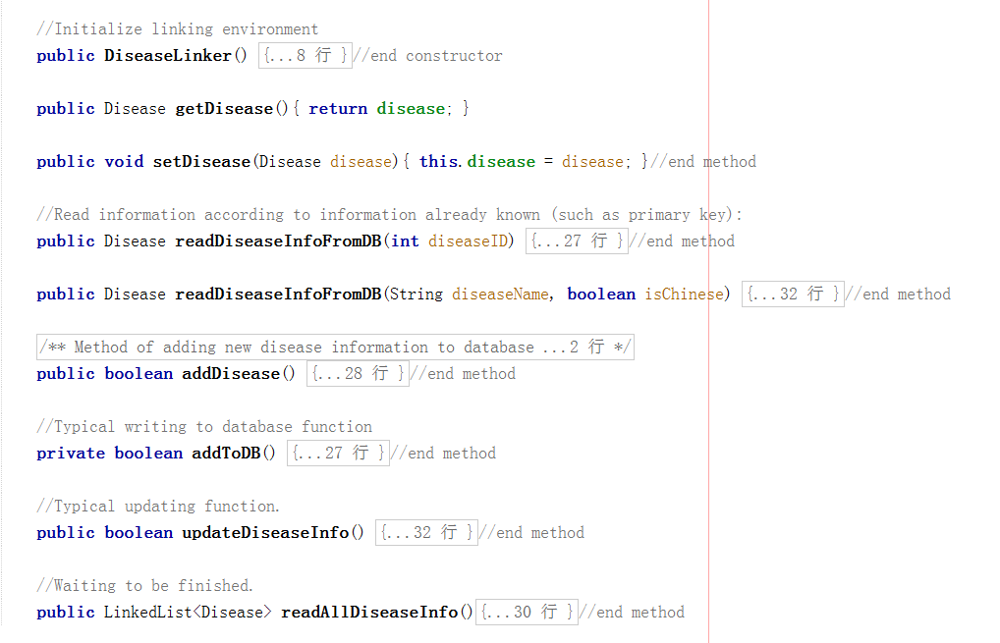 //Initialize linking environment
public DiseaseLinker() {...8 行 }//end constructor
public Disease getDisease(){ return disease; }
public void setDisease(Disease disease){ this.disease = disease; }//end method
//Read information according to information already known (such as primary key):
public Disease readDiseaseInfoFromDB(int diseaseID) {...27 行 }//end method
public Disease readDiseaseInfoFromDB(String diseaseName, boolean isChinese) {...32 行 }//end method
/** Method of adding new disease information to database ...2 行 */
public boolean addDisease() {...28 行 }//end method
//Typical writing to database function
private boolean addToDB() {...27 行 }//end method
//Typical updating function.
public boolean updateDiseaseInfo() {...32 行 }//end method
//Waiting to be finished.
public LinkedList<Disease> readAllDiseaseInfo(){...30 行 }//end method